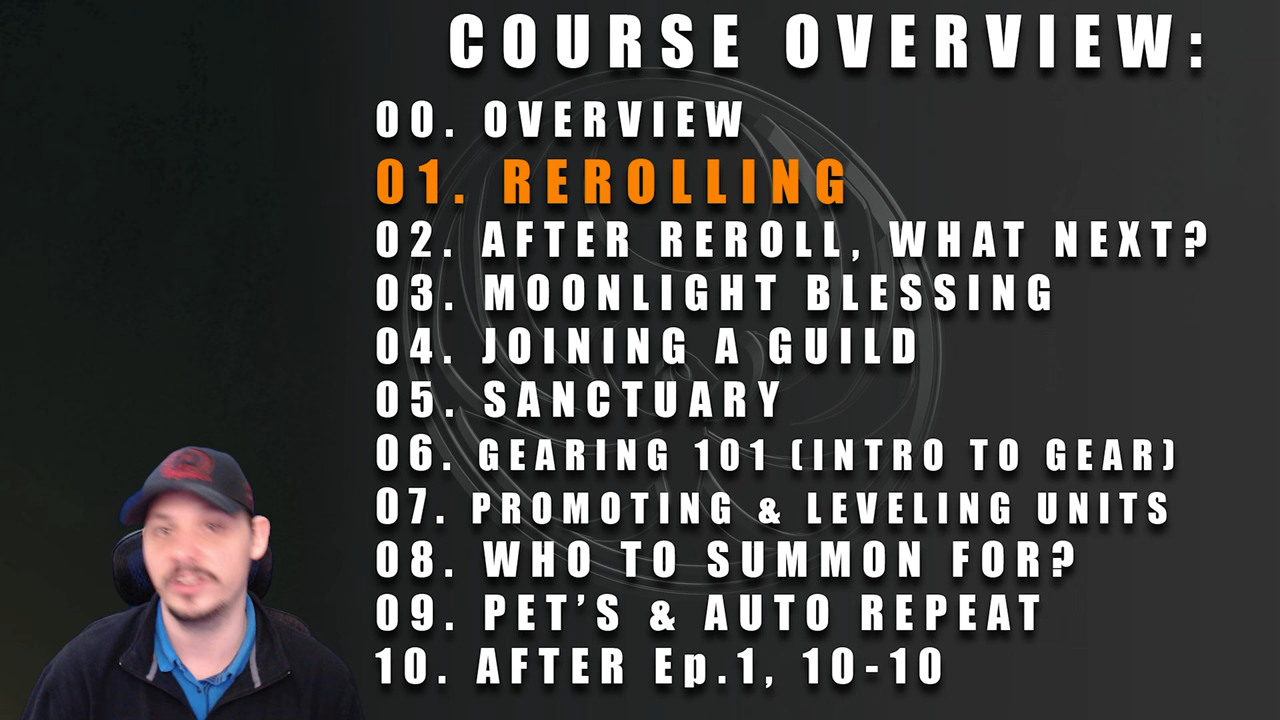 COURSE OVERVIEW:
00. OVERVIEW
01. REROLLING
02. AFTER REROLL, WHAT NEXT?
03. MOONLIGHT BLESSING
04. JOINING A GUILD
05. SANCTUARY
06. GEARING 101 (INTRO TO GEAR)
07. PROMOTING & LEVELING UNITS
08. WHO TO SUMMON FOR?
09. PET'S & AUTO REPEAT
10. AFTER Ep.1, 10-10